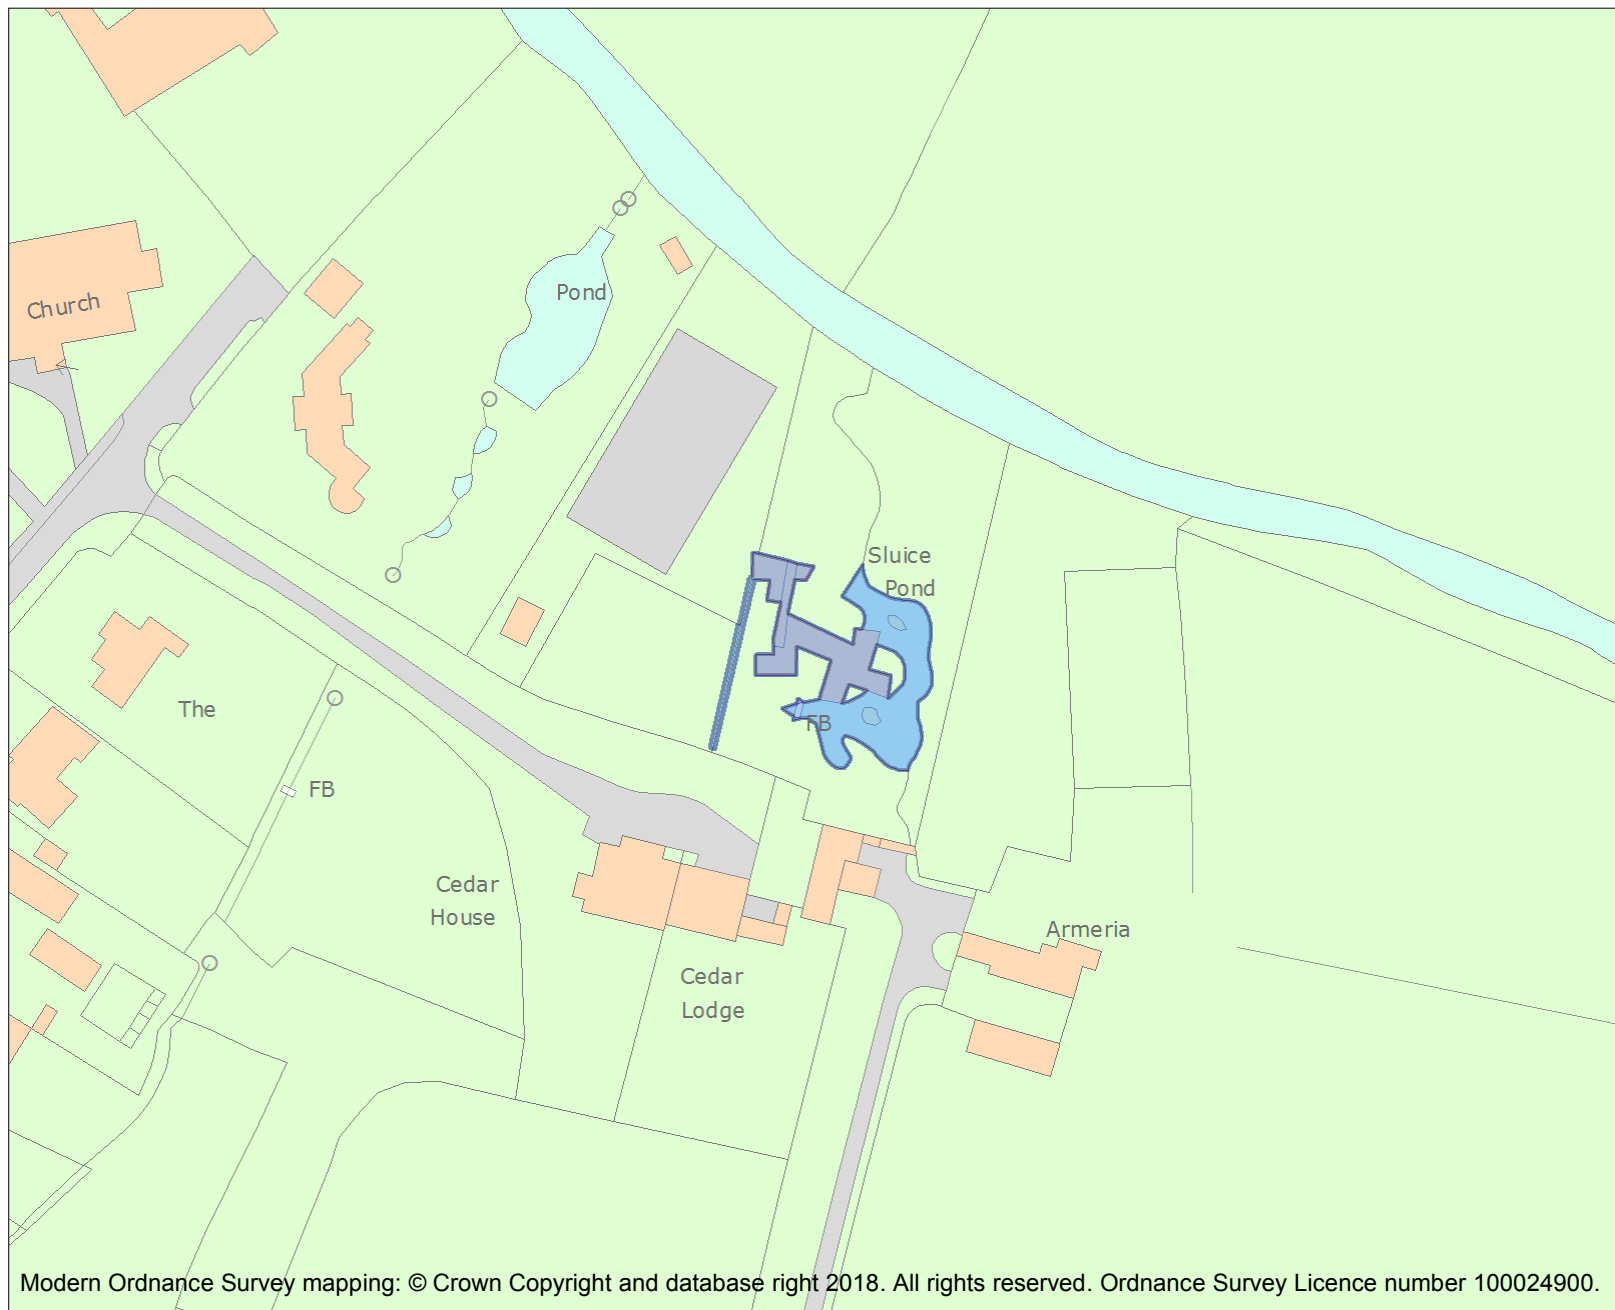 Church
Pond
Sluice
Pond
The
FB
FB
Cedar
House
Armeria
Cedar
Lodge
Modern Ordnance Survey mapping: © Crown Copyright and database right 2018. All rights reserved. Ordnance Survey Licence number 100024900.